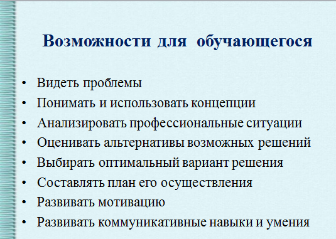 Возможности для обучающегося
• Видеть проблемы
• Понимать и использовать концепции
• Анализировать профессиональные ситуации
• Оценивать альтернативы возможных решений
• Выбирать оптимальный вариант решения
• Составлять план его осуществления
• Развивать мотивацию
• Развивать коммуникативные навыки и умения